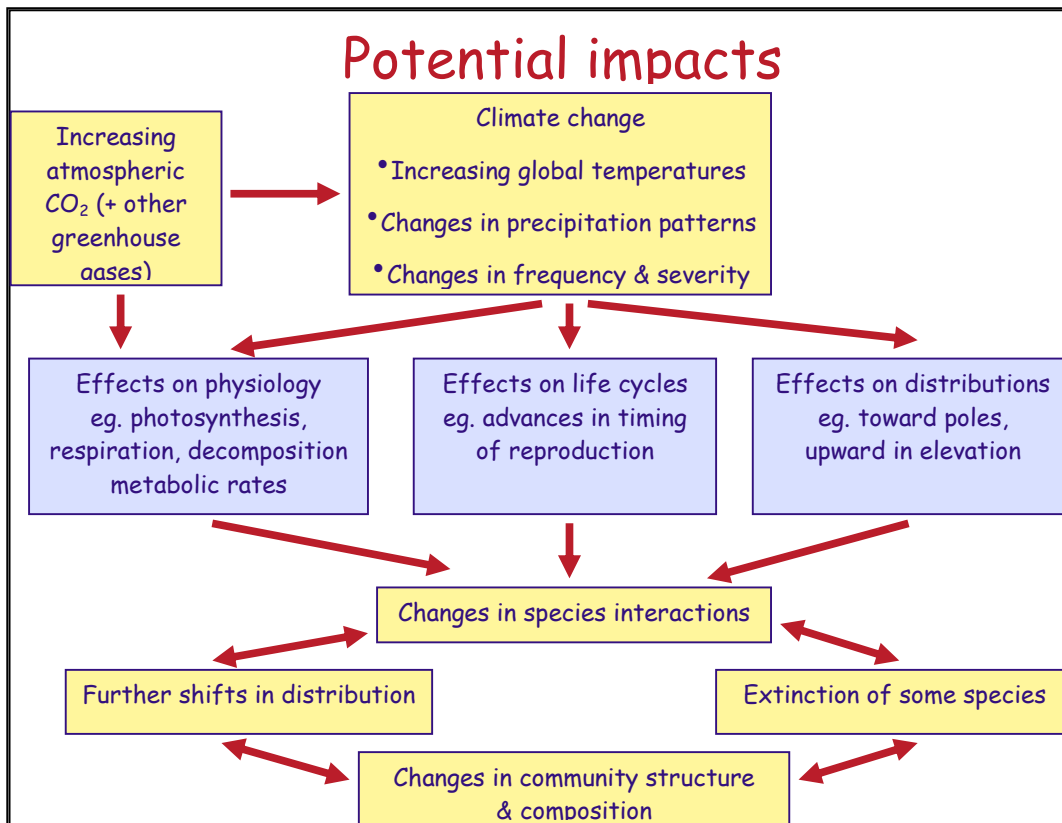 Potential impacts
Increasing
atmospheric
CO₂ (+ other
greenhouse
gases)
Climate change
•Increasing global temperatures
•Changes in precipitation patterns
•Changes in frequency & severity
Effects on physiology
eg. photosynthesis,
respiration, decomposition
metabolic rates
Effects on life cycles
eg. advances in timing
of reproduction
Effects on distributions
eg. toward poles,
upward in elevation
Changes in species interactions
Further shifts in distribution
Extinction of some species
Changes in community structure
& composition